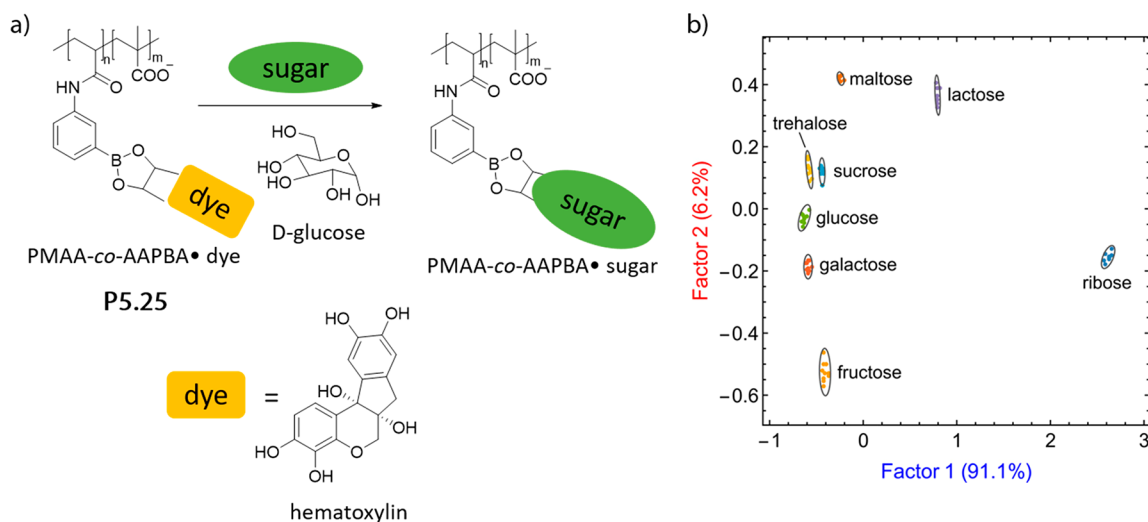 a)
n
m
COO−
HN
O
B
O
O
dye
PMAA-co-AAPBA• dye
P5.25
sugar
HO
O
HO
HO
OH
OH
D-glucose
n
m
COO−
HN
O
B
O
O
sugar
PMAA-co-AAPBA• sugar
dye
=
HO
OH
HO
OH
HO
O
OH
hematoxylin
b)
Factor 2 (6.2%)
0.4
0.2
0.0
−0.2
−0.4
−0.6
maltose
lactose
trehalose
sucrose
glucose
galactose
ribose
fructose
−1
0
1
2
3
Factor 1 (91.1%)